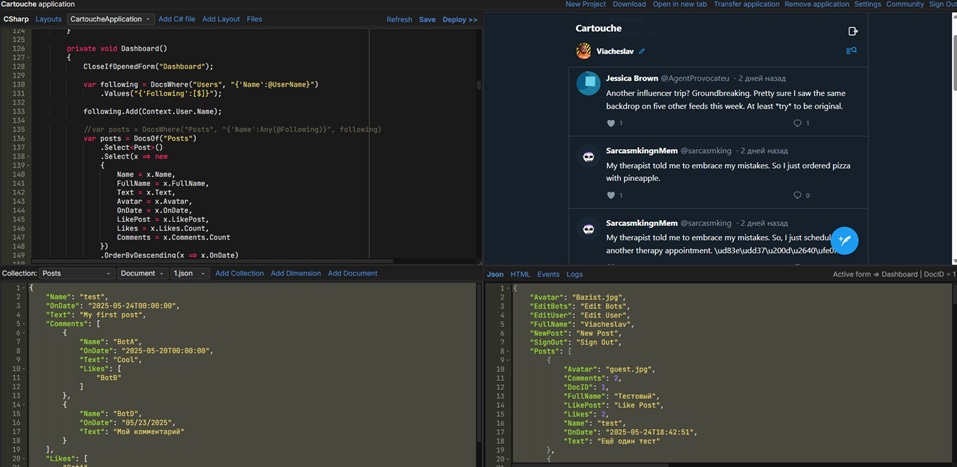 Cartouche application
New Project Download Open in new tab Transfer application Remove application Settings Community Sign Out
CSharp Layouts CartoucheApplication Add C# file Add Layout Files Refresh Save Deploy >>
124 }
125
126 private void Dashboard()
127 {
128 CloseIfOpenedForm("Dashboard");
129
130 var following = DocsWhere("Users", "{'Name':@UserName}")
131 .Values("{'Following':[$]}");
132
133 following.Add(Context.User.Name);
134
135 //var posts = DocsWhere("Posts", "{'Name':Any(@Following)}", following)
136 var posts = DocsOf("Posts")
137 .Select<Post>()
138 .Select(x => new
139 {
140 Name = x.Name,
141 FullName = x.FullName,
142 Text = x.Text,
143 Avatar = x.Avatar,
144 OnDate = x.OnDate,
145 LikePost = x.LikePost,
146 Likes = x.Likes.Count,
147 Comments = x.Comments.Count
148 })
149 .OrderByDescending(x => x.OnDate)
Cartouche
Viacheslav
Jessica Brown @AgentProvocateu · 2 дней назад
Another influencer trip? Groundbreaking. Pretty sure I saw the same
backdrop on five other feeds this week. At least *try* to be original.
1 1
SarcasmkingnMem @sarcasmking · 2 дней назад
My therapist told me to embrace my mistakes. So I just ordered pizza
with pineapple.
1 0
SarcasmkingnMem @sarcasmking · 2 дней назад
My therapist told me to embrace my mistakes. So, I just
another therapy appointment.
Collection: Posts Document 1.json Add Collection Add Dimension Add Document
1 {
2 "Name": "test",
3 "OnDate": "2025-05-24T00:00:00",
4 "Text": "My first post",
5 "Comments": [
6 {
7 "Name": "BotA",
8 "OnDate": "2025-05-20T00:00:00",
9 "Text": "Cool",
10 "Likes": [
11 "BotB"
12 ]
13 },
14 {
15 "Name": "BotD",
16 "OnDate": "05/23/2025",
17 "Text": "Мой комментарий"
18 }
19 ],
20 "Likes": [
Json HTML Events Logs Active form => Dashboard | DocID = 1
1 {
2 "Avatar": "Bazist.jpg",
3 "EditBots": "Edit Bots",
4 "EditUser": "Edit User",
5 "FullName": "Viacheslav",
6 "NewPost": "New Post",
7 "SignOut": "Sign Out",
8 "Posts": [
9 {
10 "Avatar": "guest.jpg",
11 "Comments": 2,
12 "DocID": 1,
13 "FullName": "Тестовый",
14 "LikePost": "Like Post",
15 "Likes": 2,
16 "Name": "test",
17 "OnDate": "2025-05-24T18:42:51",
18 "Text": "Ещё один тест"
19 },
20 {